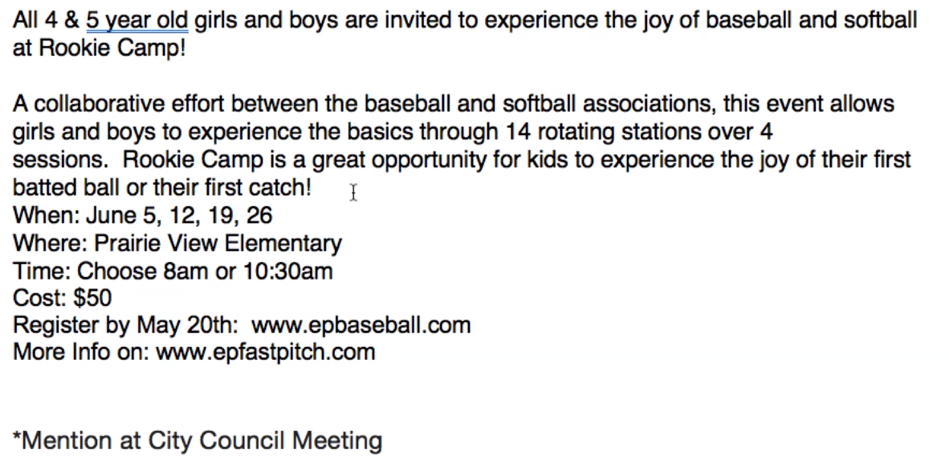 All 4 & 5 year old girls and boys are invited to experience the joy of baseball and softball
at Rookie Camp!
A collaborative effort between the baseball and softball associations, this event allows
girls and boys to experience the basics through 14 rotating stations over 4
sessions.  Rookie Camp is a great opportunity for kids to experience the joy of their first
batted ball or their first catch!
When: June 5, 12, 19, 26
Where: Prairie View Elementary
Time: Choose 8am or 10:30am
Cost: $50
Register by May 20th:  www.epbaseball.com
More Info on: www.epfastpitch.com
*Mention at City Council Meeting